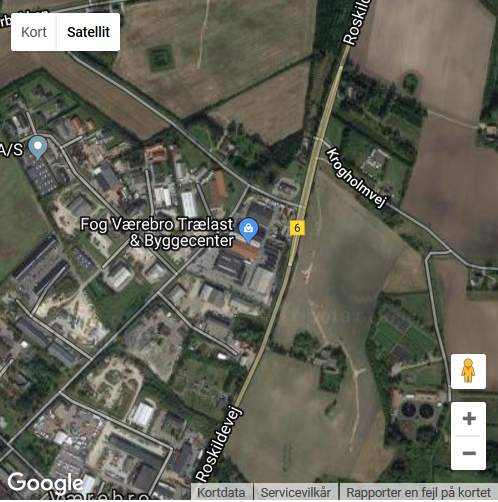 Kort
Satellit
Roskild
A/S
Krogholmvej
Fog Værebro Trælast
& Byggecenter
6
Roskildevej
Værebro
Google
Kortdata
Servicevilkår
Rapporter en fejl på kortet